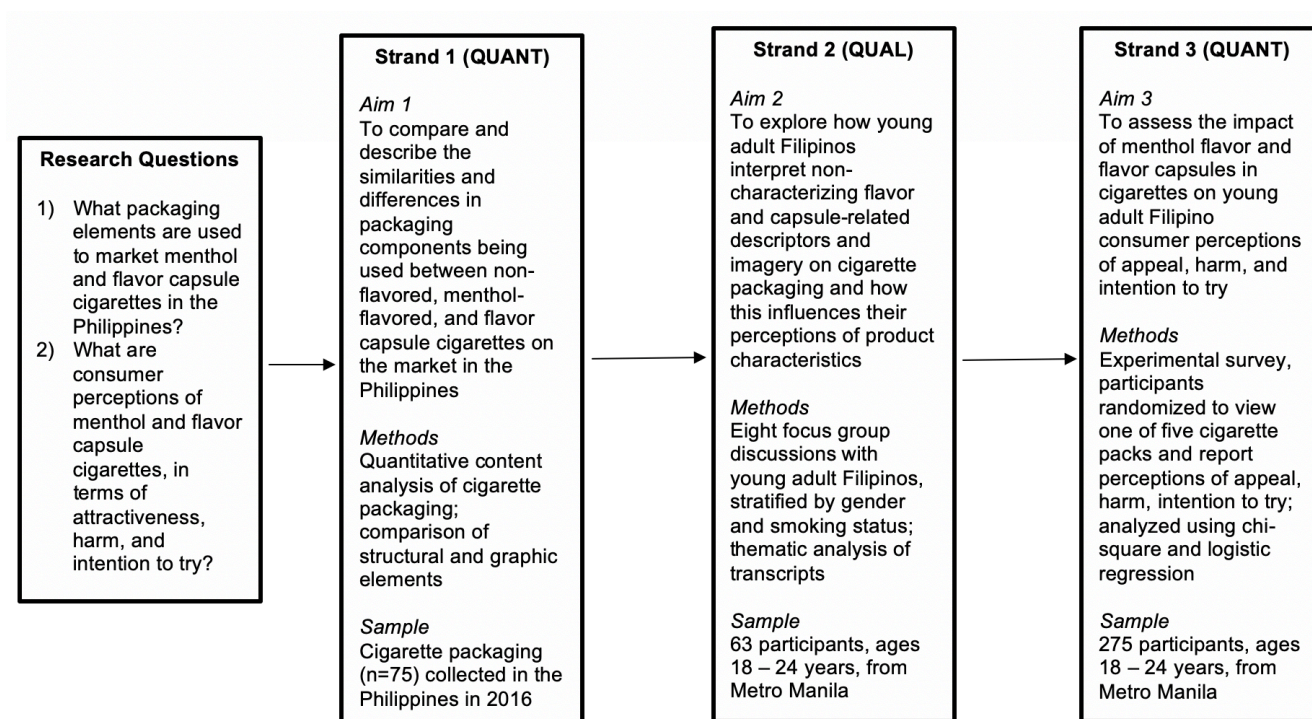 Research Questions
1) What packaging
elements are used
to market menthol
and flavor capsule
cigarettes in the
Philippines?
2) What are
consumer
perceptions of
menthol and flavor
capsule
cigarettes, in
terms of
attractiveness,
harm, and
intention to try?
Strand 1 (QUANT)
Aim 1
To compare and
describe the
similarities and
differences in
packaging
components being
used between non-
flavored, menthol-
flavored, and flavor
capsule cigarettes on
the market in the
Philippines
Methods
Quantitative content
analysis of cigarette
packaging;
comparison of
structural and graphic
elements
Sample
Cigarette packaging
(n=75) collected in the
Philippines in 2016
Strand 2 (QUAL)
Aim 2
To explore how young
adult Filipinos
interpret non-
characterizing flavor
and capsule-related
descriptors and
imagery on cigarette
packaging and how
this influences their
perceptions of product
characteristics
Methods
Eight focus group
discussions with
young adult Filipinos,
stratified by gender
and smoking status;
thematic analysis of
transcripts
Sample
63 participants, ages
18 – 24 years, from
Metro Manila
Strand 3 (QUANT)
Aim 3
To assess the impact
of menthol flavor and
flavor capsules in
cigarettes on young
adult Filipino
consumer perceptions
of appeal, harm, and
intention to try
Methods
Experimental survey,
participants
randomized to view
one of five cigarette
packs and report
perceptions of appeal,
harm, intention to try;
analyzed using chi-
square and logistic
regression
Sample
275 participants, ages
18 – 24 years, from
Metro Manila